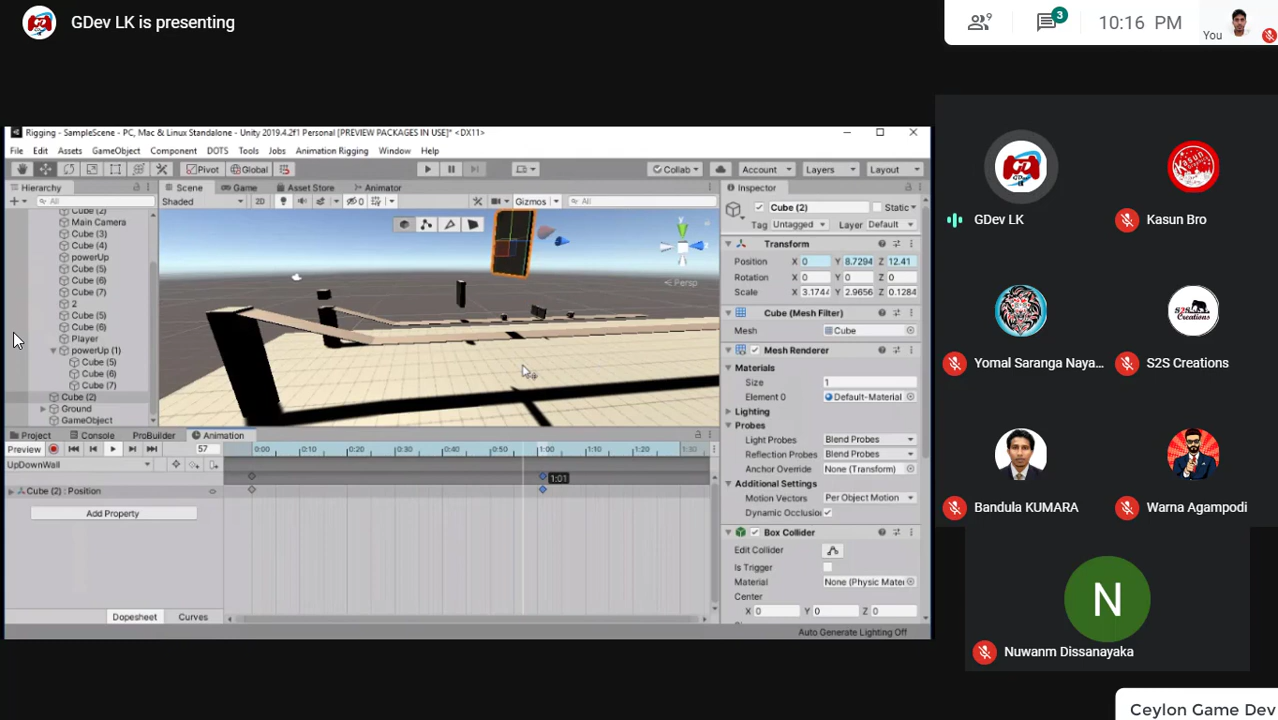 GDev LK is presenting
9
3
10:16 PM
You
Rigging - SampleScene - PC, Mac & Linux Standalone - Unity 2019.4.2f1 Personal [PREVIEW PACKAGES IN USE]* <DX11>
File Edit Assets GameObject Component DOTS Tools Jobs Animation Rigging Window Help
Pivot Global Collab Account Layers Layout
Hierarchy
All
Cube (2)
Main Camera
Cube (3)
Cube (4)
powerUp
Cube (5)
Cube (6)
Cube (7)
2
Cube (5)
Cube (6)
Player
powerUp (1)
Cube (5)
Cube (6)
Cube (7)
Cube (2)
Ground
GameObject
Scene Game Asset Store Animator
Shaded 2D 0 Gizmos All
y
Persp
Inspector
Cube (2) Static
Tag Untagged Layer Default
Transform
Position X 0 Y 8.7294 Z 12.41
Rotation X 0 Y 0 Z 0
Scale X 3.1744 Y 2.9656 Z 0.1284
Cube (Mesh Filter)
Mesh Cube
Mesh Renderer
Materials
Size 1
Element 0 Default-Material
Lighting
Probes
Light Probes Blend Probes
Reflection Probes Blend Probes
Anchor Override None (Transform)
Additional Settings
Motion Vectors Per Object Motion
Dynamic Occlusion
Box Collider
Edit Collider
Is Trigger
Material None (Physic Mater
Center
X 0 Y 0 Z 0
Project Console ProBuilder Animation
Preview 57 0:00 0:10 0:20 0:30 0:40 0:50 1:00 1:10 1:20 1:30
UpDownWall
1:01
Cube (2) : Position
Add Property
Dopesheet Curves
Auto Generate Lighting Off
GDev LK
Kasun Bro
Yomal Saranga Naya...
S2S Creations
Bandula KUMARA
Warna Agampodi
N
Nuwanm Dissanayaka
Ceylon Game Dev